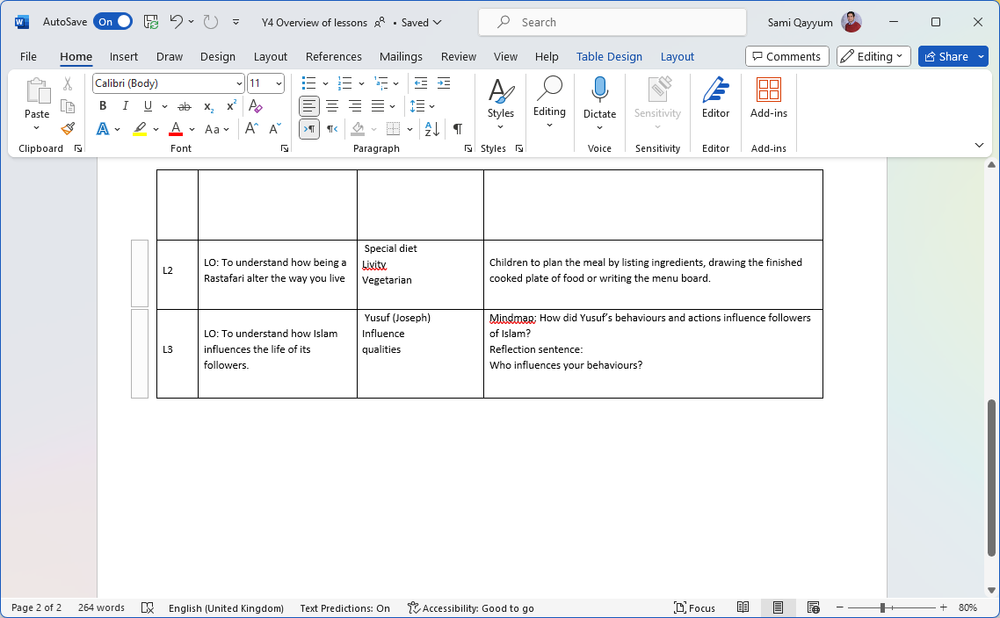 AutoSave On Y4 Overview of lessons • Saved Search Sami Qayyum
File Home Insert Draw Design Layout References Mailings Review View Help Table Design Layout Comments Editing Share
Paste
Clipboard
Calibri (Body) 11
B I U ab x₂ x² A
A A Aa A A
Font
Paragraph
Styles
Styles
Editing
Dictate
Voice
Sensitivity
Sensitivity
Editor
Editor
Add-ins
Add-ins
L2
LO: To understand how being a
Rastafari alter the way you live
Special diet
Livity
Vegetarian
Children to plan the meal by listing ingredients, drawing the finished
cooked plate of food or writing the menu board.
L3
LO: To understand how Islam
influences the life of its
followers.
Yusuf (Joseph)
Influence
qualities
Mindmap: How did Yusuf’s behaviours and actions influence followers
of Islam?
Reflection sentence:
Who influences your behaviours?
Page 2 of 2 264 words English (United Kingdom) Text Predictions: On Accessibility: Good to go Focus 80%